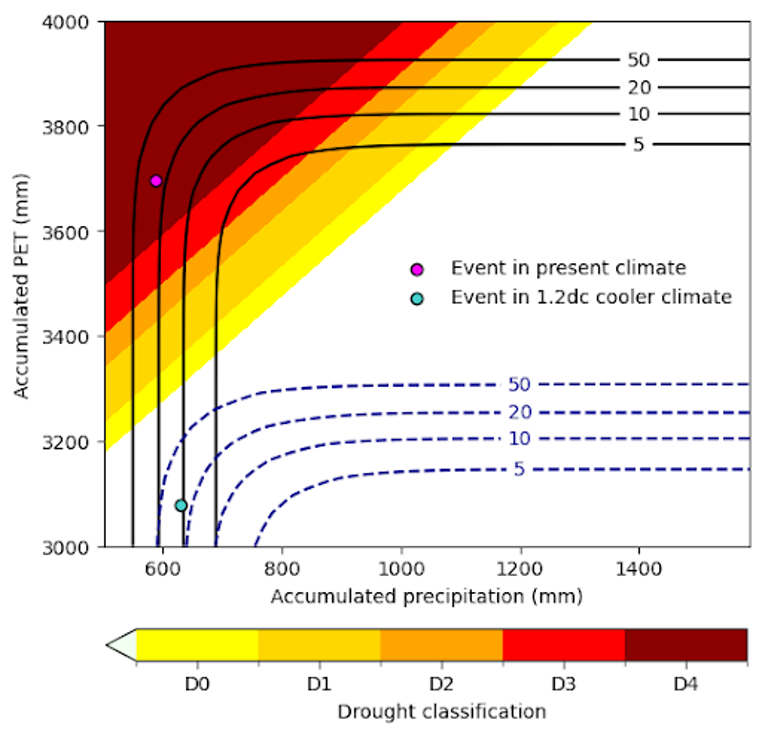 4000
3800
3600
3400
3200
3000
Accumulated PET (mm)
50
20
10
5
Event in present climate
Event in 1.2dc cooler climate
50
20
10
5
600 800 1000 1200 1400
Accumulated precipitation (mm)
D0 D1 D2 D3 D4
Drought classification